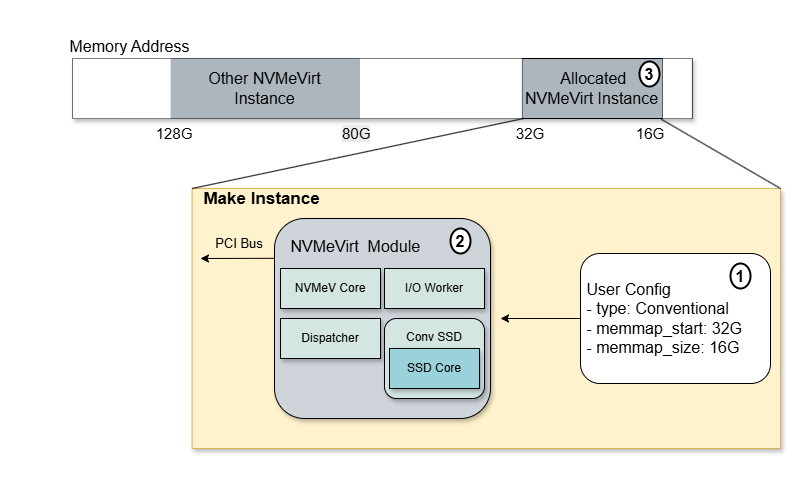 Memory Address
Other NVMeVirt
Instance
Allocated
NVMeVirt Instance
3
128G
80G
32G
16G
Make Instance
PCI Bus
NVMeVirt Module
2
NVMeV Core
I/O Worker
Dispatcher
Conv SSD
SSD Core
1
User Config
- type: Conventional
- memmap_start: 32G
- memmap_size: 16G